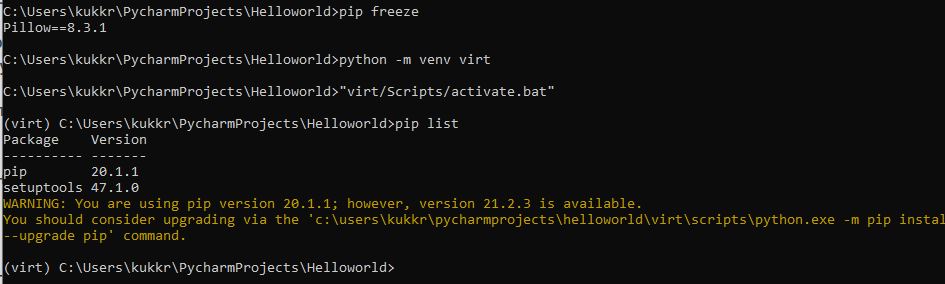 C:\Users\kukkr\PycharmProjects\Helloworld>pip freeze
Pillow==8.3.1
C:\Users\kukkr\PycharmProjects\Helloworld>python -m venv virt
C:\Users\kukkr\PycharmProjects\Helloworld>"virt/Scripts/activate.bat"
(virt) C:\Users\kukkr\PycharmProjects\Helloworld>pip list
Package    Version
---------- -------
pip        20.1.1
setuptools 47.1.0
WARNING: You are using pip version 20.1.1; however, version 21.2.3 is available.
You should consider upgrading via the 'c:\users\kukkr\pycharmprojects\helloworld\virt\scripts\python.exe -m pip instal
--upgrade pip' command.
(virt) C:\Users\kukkr\PycharmProjects\Helloworld>